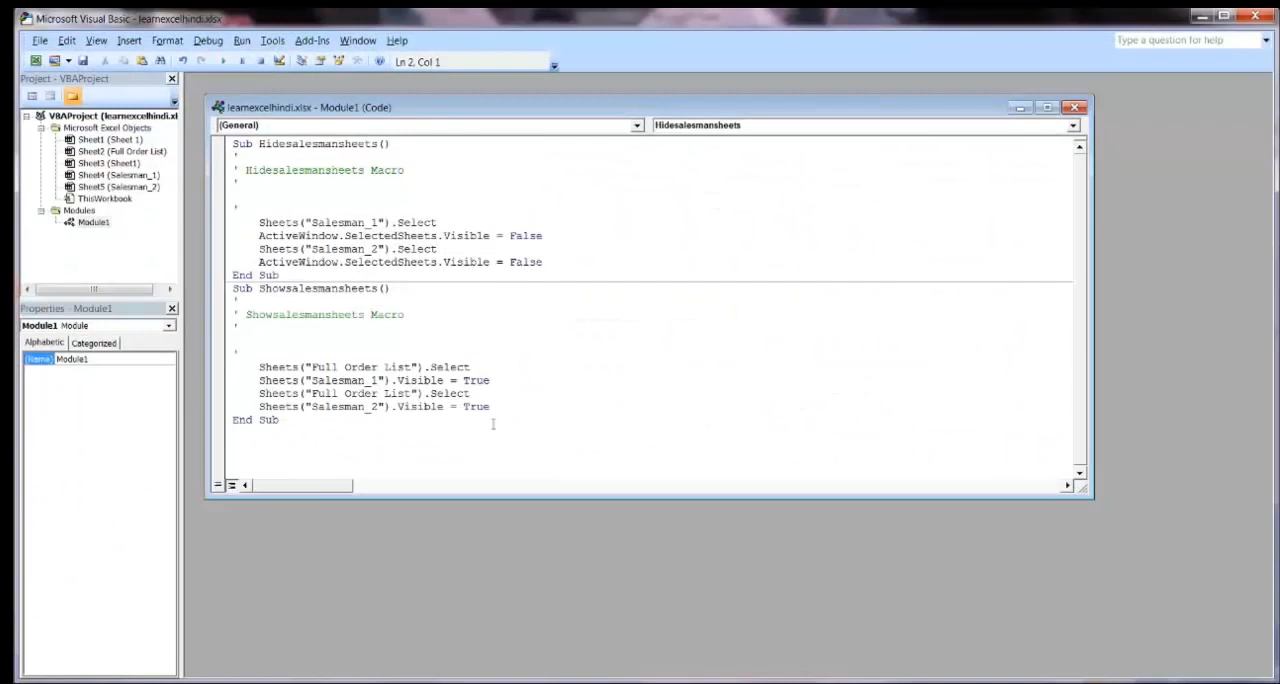 Microsoft Visual Basic - learnexcelhindi.xlsx
File Edit View Insert Format Debug Run Tools Add-Ins Window Help
Type a question for help
Ln 2, Col 1
Project - VBAProject
VBAProject (learnexcelhindi.xl
Microsoft Excel Objects
Sheet1 (Sheet 1)
Sheet2 (Full Order List)
Sheet3 (Sheet1)
Sheet4 (Salesman_1)
Sheet5 (Salesman_2)
ThisWorkbook
Modules
Module1
Properties - Module1
Module1 Module
Alphabetic Categorized
(Name) Module1
learnexcelhindi.xlsx - Module1 (Code)
(General) Hidesalesmansheets
Sub Hidesalesmansheets()
'
' Hidesalesmansheets Macro
'
'
Sheets("Salesman_1").Select
ActiveWindow.SelectedSheets.Visible = False
Sheets("Salesman_2").Select
ActiveWindow.SelectedSheets.Visible = False
End Sub
Sub Showsalesmansheets()
'
' Showsalesmansheets Macro
'
'
Sheets("Full Order List").Select
Sheets("Salesman_1").Visible = True
Sheets("Full Order List").Select
Sheets("Salesman_2").Visible = True
End Sub